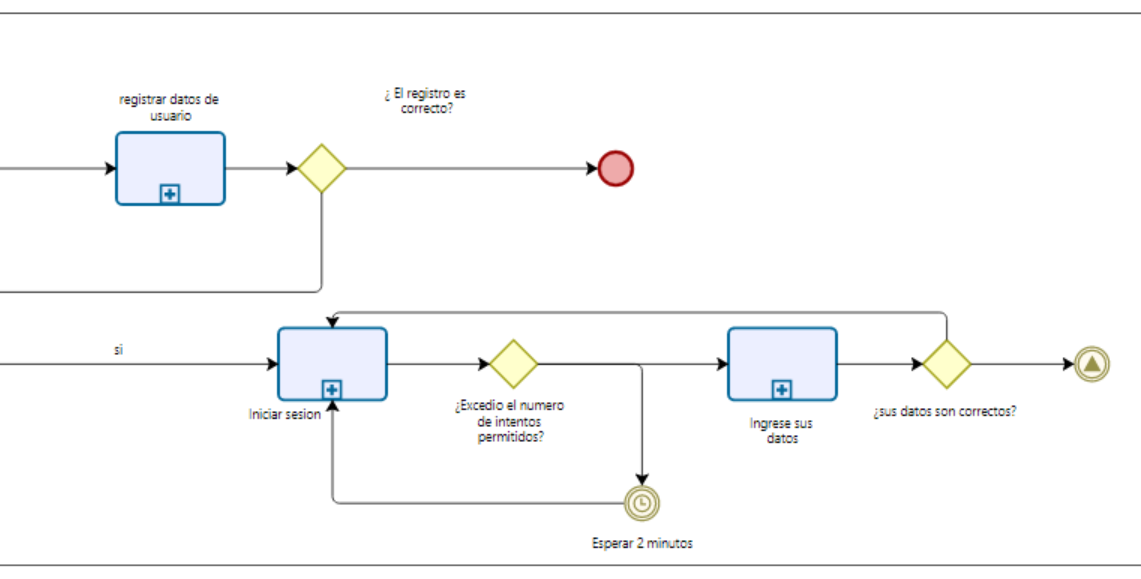 registrar datos de
usuario
¿ El registro es
correcto?
si
Iniciar sesion
¿Excedio el numero
de intentos
permitidos?
Ingrese sus
datos
¿sus datos son correctos?
Esperar 2 minutos